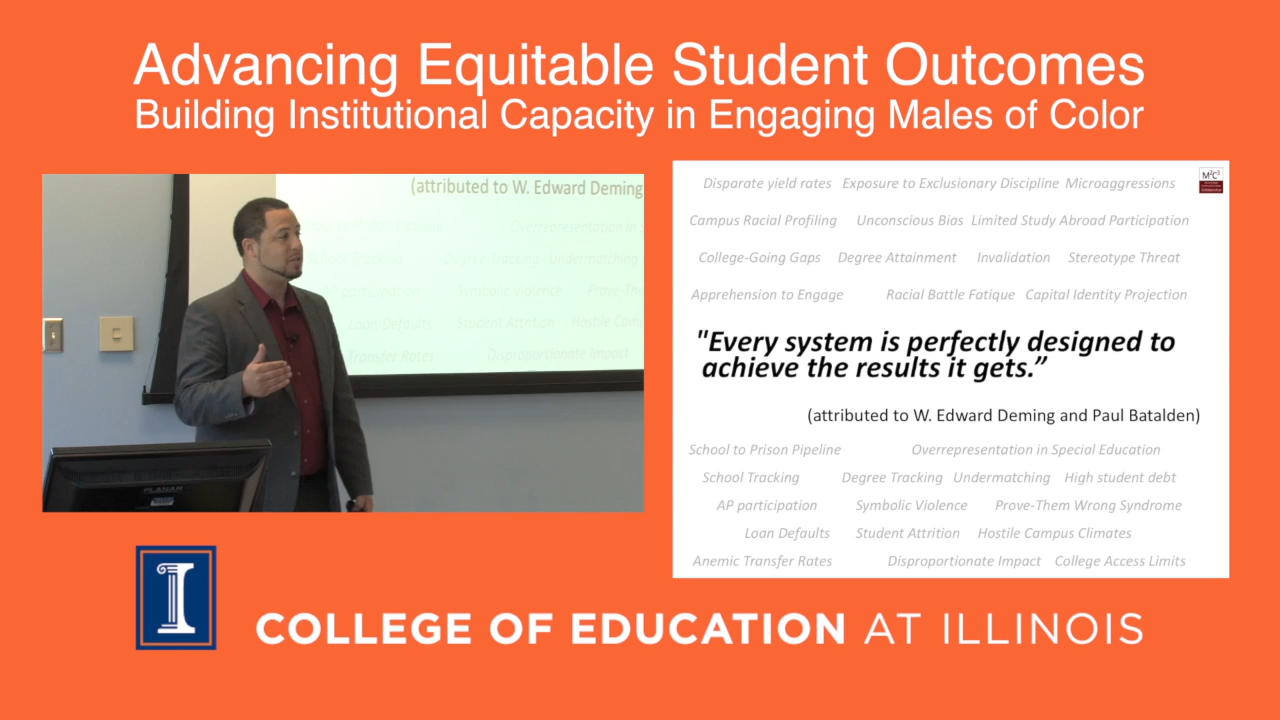 Advancing Equitable Student Outcomes
Building Institutional Capacity in Engaging Males of Color
(attributed to W. Edward Deming
Overrepresentation in
School Tracking
Degree Tracking Undermatching
AP participation
Symbolic Violence
Prove-The
Loan Defaults
Student Attrition
Hostile Cam
Transfer Rates
Disproportionate Impact
PLANAR
M²C³
Disparate yield rates Exposure to Exclusionary Discipline Microaggressions
Campus Racial Profiling Unconscious Bias Limited Study Abroad Participation
College-Going Gaps Degree Attainment Invalidation Stereotype Threat
Apprehension to Engage Racial Battle Fatique Capital Identity Projection
"Every system is perfectly designed to
achieve the results it gets.”
(attributed to W. Edward Deming and Paul Batalden)
School to Prison Pipeline Overrepresentation in Special Education
School Tracking Degree Tracking Undermatching High student debt
AP participation Symbolic Violence Prove-Them Wrong Syndrome
Loan Defaults Student Attrition Hostile Campus Climates
Anemic Transfer Rates Disproportionate Impact College Access Limits
I
COLLEGE OF EDUCATION AT ILLINOIS